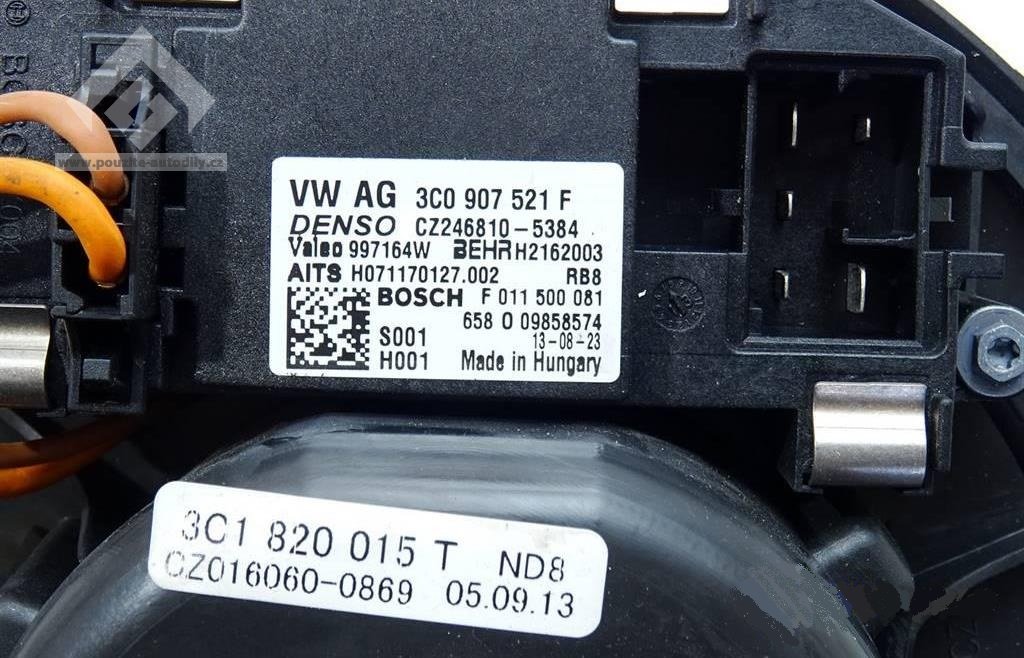 www.pouzite-autodily.cz
VW AG 3C0 907 521 F
DENSO CZ246810-5384
Valeo 997164W BEHR H2162003
AITS H071170127.002 RB8
BOSCH F 011 500 081
658 0 09858574
S001 13-08-23
H001 Made in Hungary
3C1 820 015 T ND8
CZ016060-0869 05.09.13